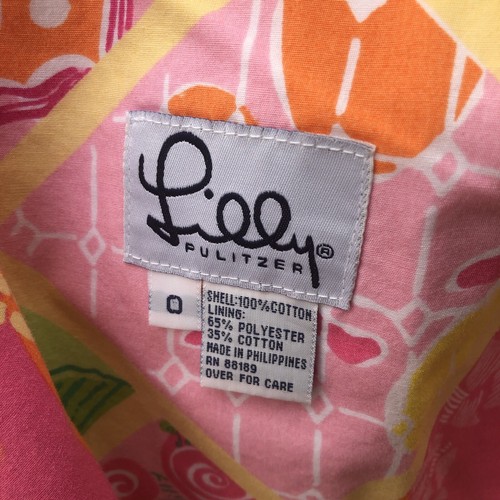 Lilly®
PULITZER
0
SHELL:100%COTTON
LINING:
65% POLYESTER
35% COTTON
MADE IN PHILIPPINES
RN 88189
OVER FOR CARE